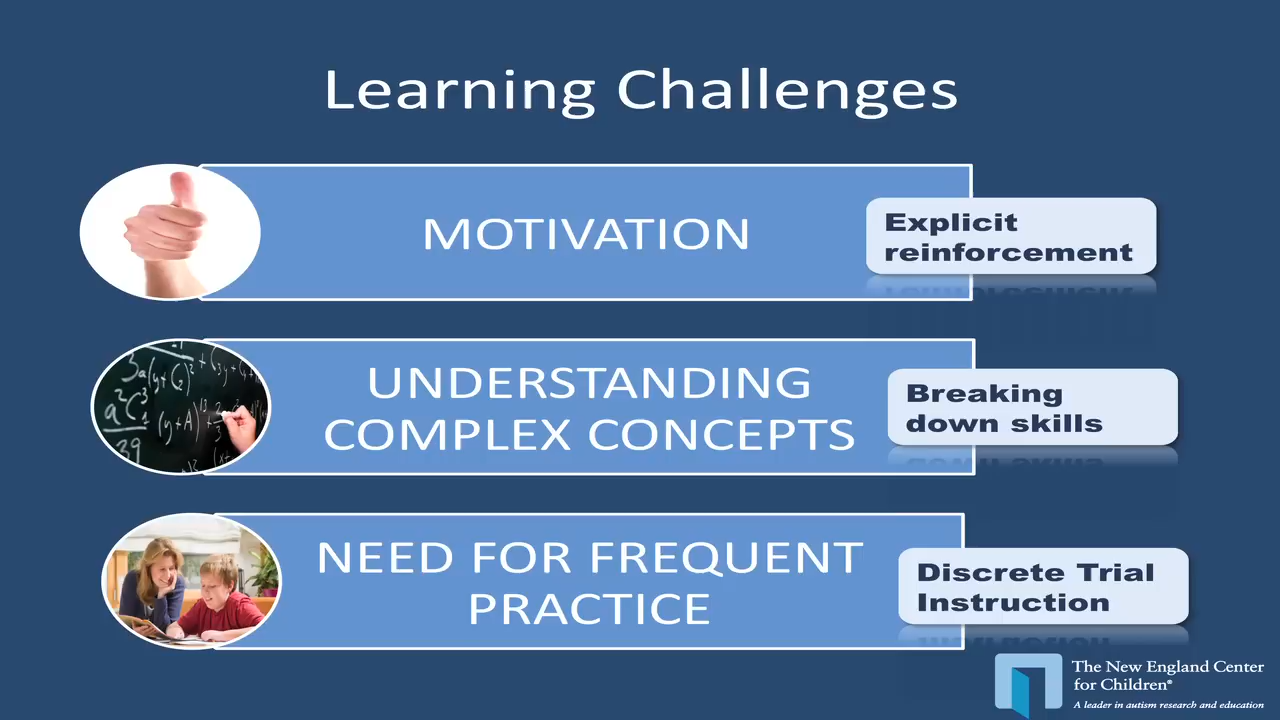 Learning Challenges
MOTIVATION
Explicit
reinforcement
UNDERSTANDING
COMPLEX CONCEPTS
Breaking
down skills
NEED FOR FREQUENT
PRACTICE
Discrete Trial
Instruction
The New England Center
for Children®
A leader in autism research and education